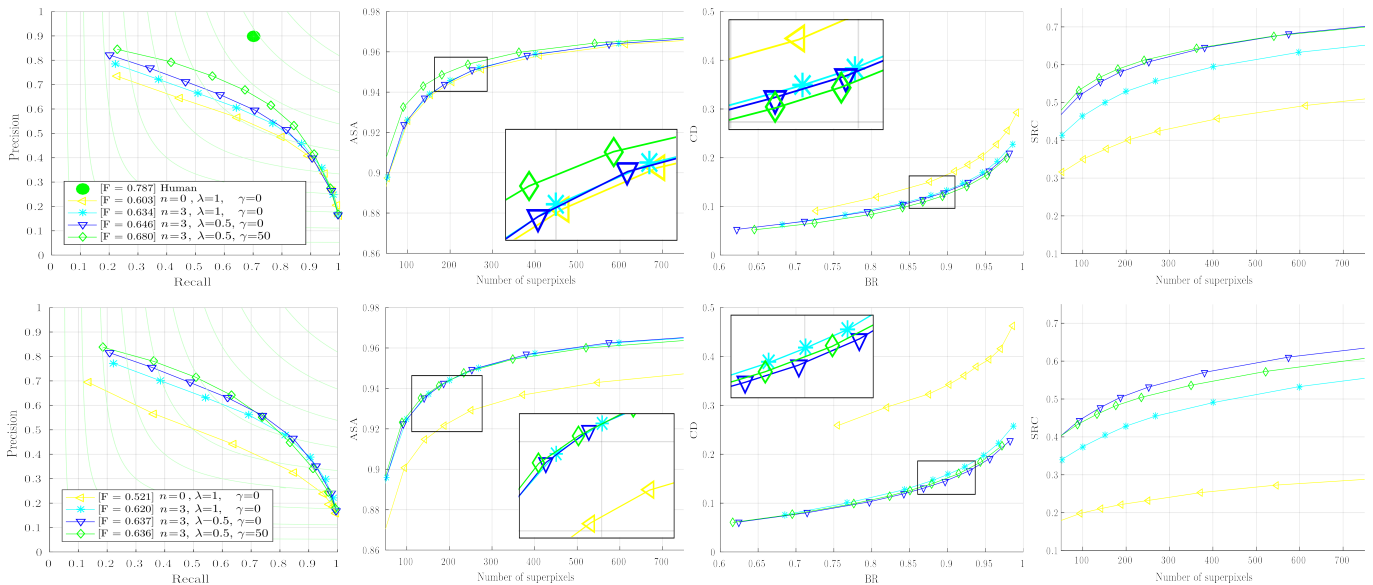 1
0.9
0.8
0.7
0.6
0.5
0.4
0.3
0.2
0.1
0
Precision
[F = 0.787] Human
[F = 0.603] n=0 , λ=1, γ=0
[F = 0.634] n=3, λ=1, γ=0
[F = 0.646] n=3, λ=0.5, γ=0
[F = 0.680] n=3, λ=0.5, γ=50
0 0.1 0.2 0.3 0.4 0.5 0.6 0.7 0.8 0.9 1
Recall
0.98
0.96
0.94
0.92
0.9
0.88
0.86
ASA
100 200 300 400 500 600 700
Number of superpixels
0.5
0.4
0.3
0.2
0.1
0
CD
0.6 0.65 0.7 0.75 0.8 0.85 0.9 0.95 1
BR
0.7
0.6
0.5
0.4
0.3
0.2
0.1
SRC
100 200 300 400 500 600 700
Number of superpixels
1
0.9
0.8
0.7
0.6
0.5
0.4
0.3
0.2
0.1
0
Precision
[F = 0.521] n=0 , λ=1, γ=0
[F = 0.620] n=3, λ=1, γ=0
[F = 0.637] n=3, λ=0.5, γ=0
[F = 0.636] n=3, λ=0.5, γ=50
0 0.1 0.2 0.3 0.4 0.5 0.6 0.7 0.8 0.9 1
Recall
0.98
0.96
0.94
0.92
0.9
0.88
0.86
ASA
100 200 300 400 500 600 700
Number of superpixels
0.5
0.4
0.3
0.2
0.1
0
CD
0.6 0.65 0.7 0.75 0.8 0.85 0.9 0.95 1
BR
0.7
0.6
0.5
0.4
0.3
0.2
0.1
SRC
100 200 300 400 500 600 700
Number of superpixels